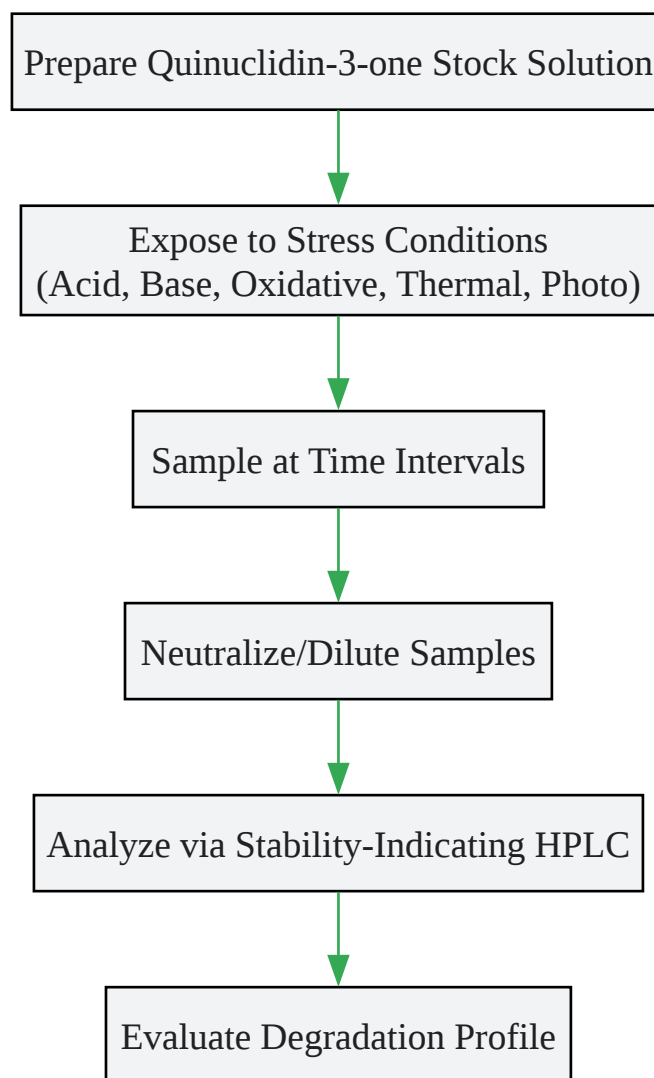 Prepare Quinuclidin-3-one Stock Solution
Expose to Stress Conditions
(Acid, Base, Oxidative, Thermal, Photo)
Sample at Time Intervals
Neutralize/Dilute Samples
Analyze via Stability-Indicating HPLC
Evaluate Degradation Profile